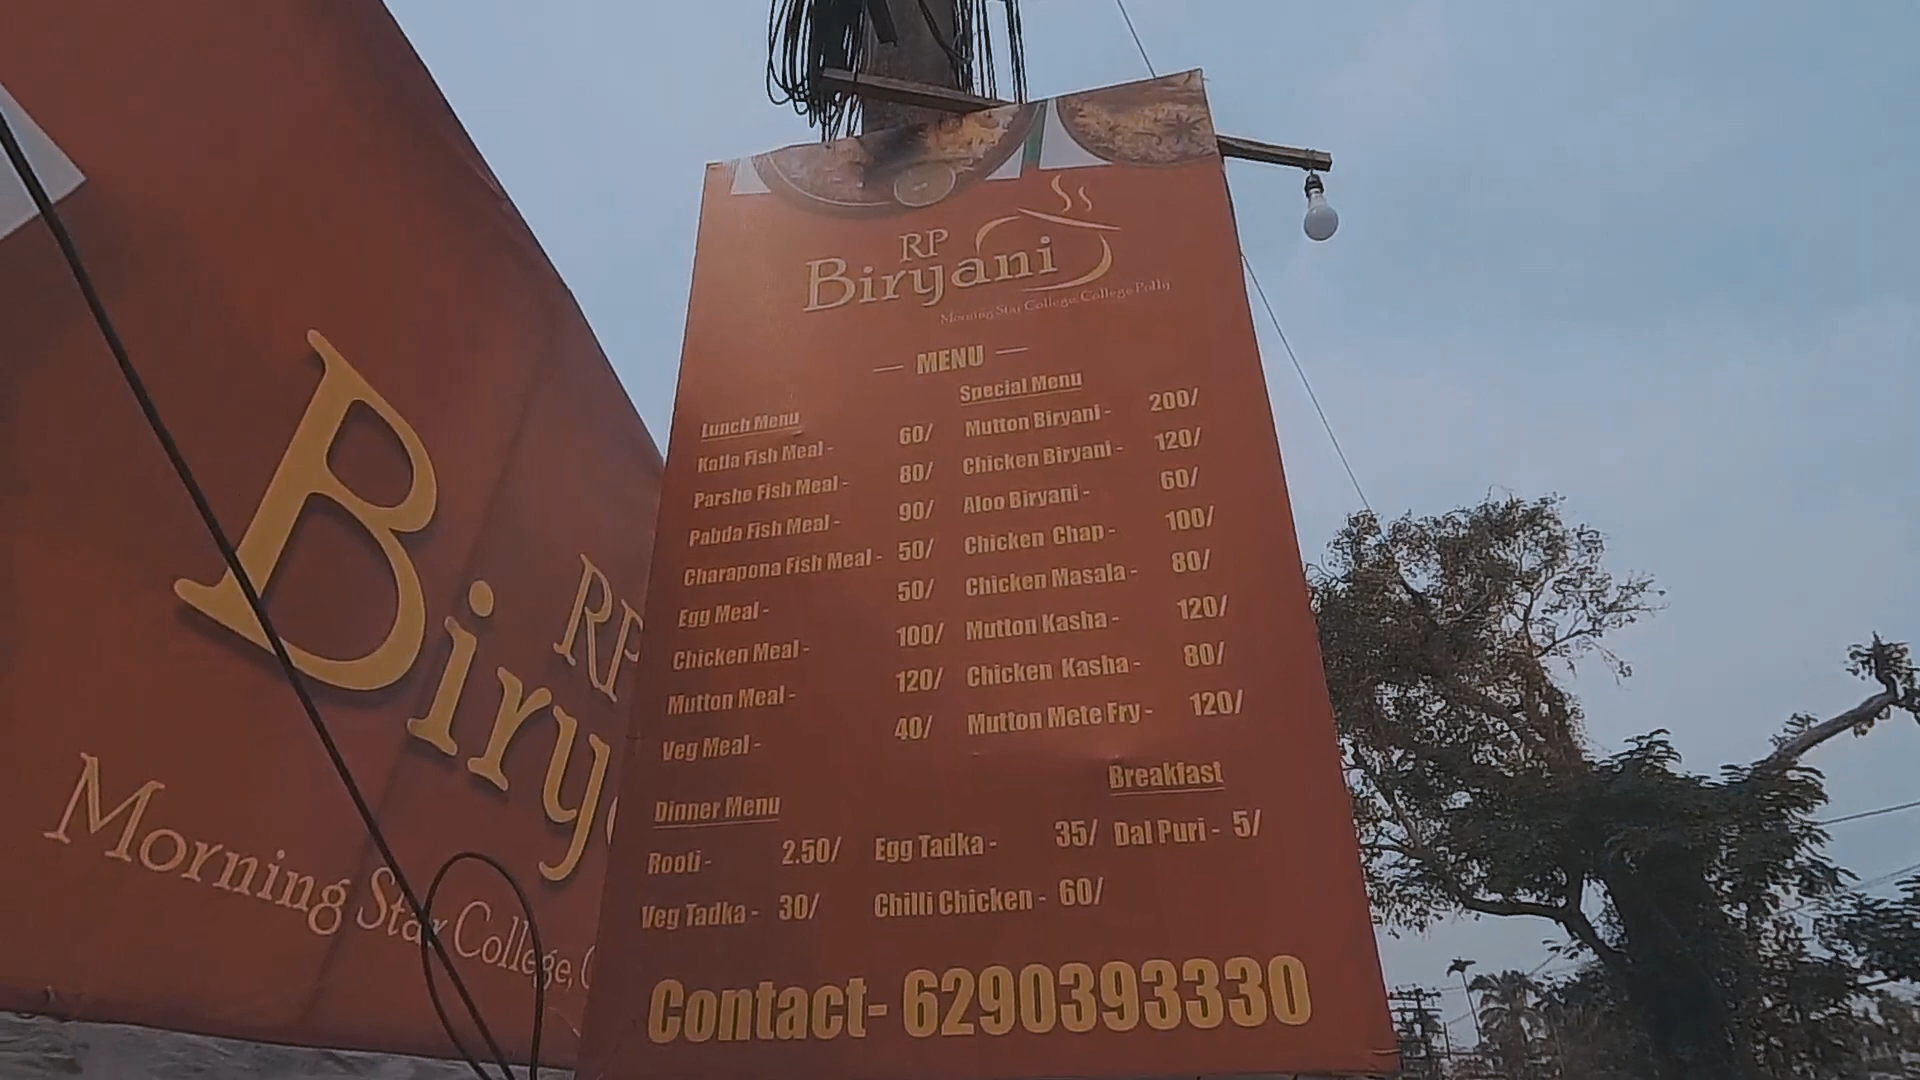 RP
Biryani
Morning Star College, College Polly
— MENU —
Lunch Menu
Katla Fish Meal - 60/
Parshe Fish Meal - 80/
Pabda Fish Meal - 90/
Charapona Fish Meal - 50/
Egg Meal - 50/
Chicken Meal - 100/
Mutton Meal - 120/
Veg Meal - 40/
Special Menu
Mutton Biryani - 200/
Chicken Biryani - 120/
Aloo Biryani - 60/
Chicken Chap - 100/
Chicken Masala - 80/
Mutton Kasha - 120/
Chicken Kasha - 80/
Mutton Mete Fry - 120/
Dinner Menu
Rooti - 2.50/
Egg Tadka - 35/
Veg Tadka - 30/
Chilli Chicken - 60/
Breakfast
Dal Puri - 5/
Contact- 6290393330
RP
Birya
Morning Star College, C